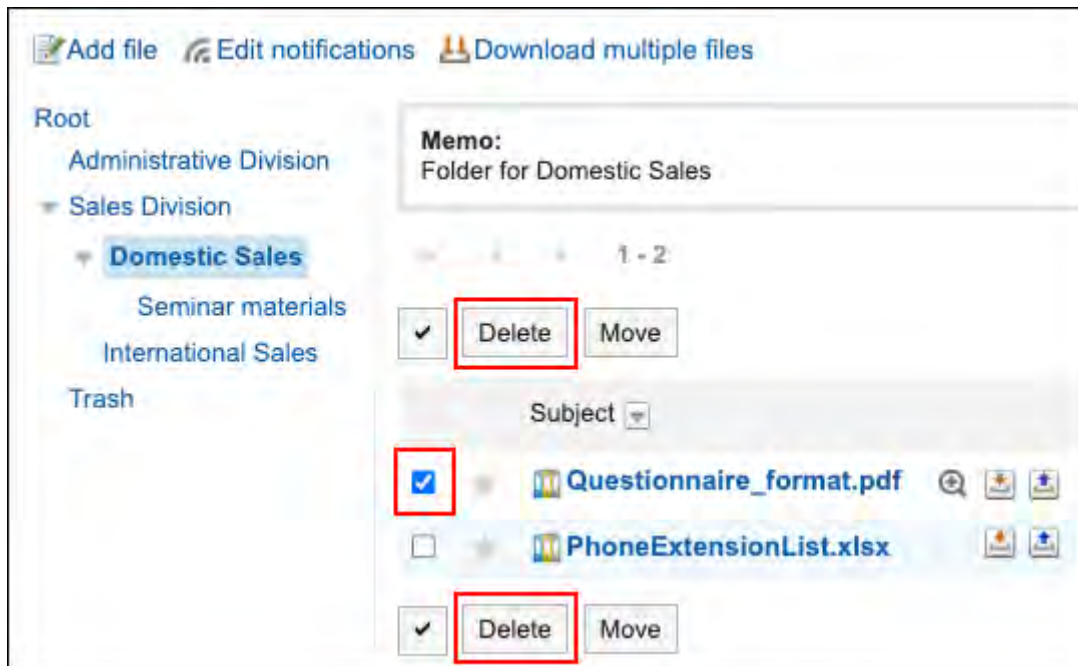 Add file Edit notifications Download multiple files
Root
Administrative Division
Sales Division
Domestic Sales
Seminar materials
International Sales
Trash
Memo:
Folder for Domestic Sales
1 - 2
Delete Move
Subject
Questionnaire_format.pdf
PhoneExtensionList.xlsx
Delete Move